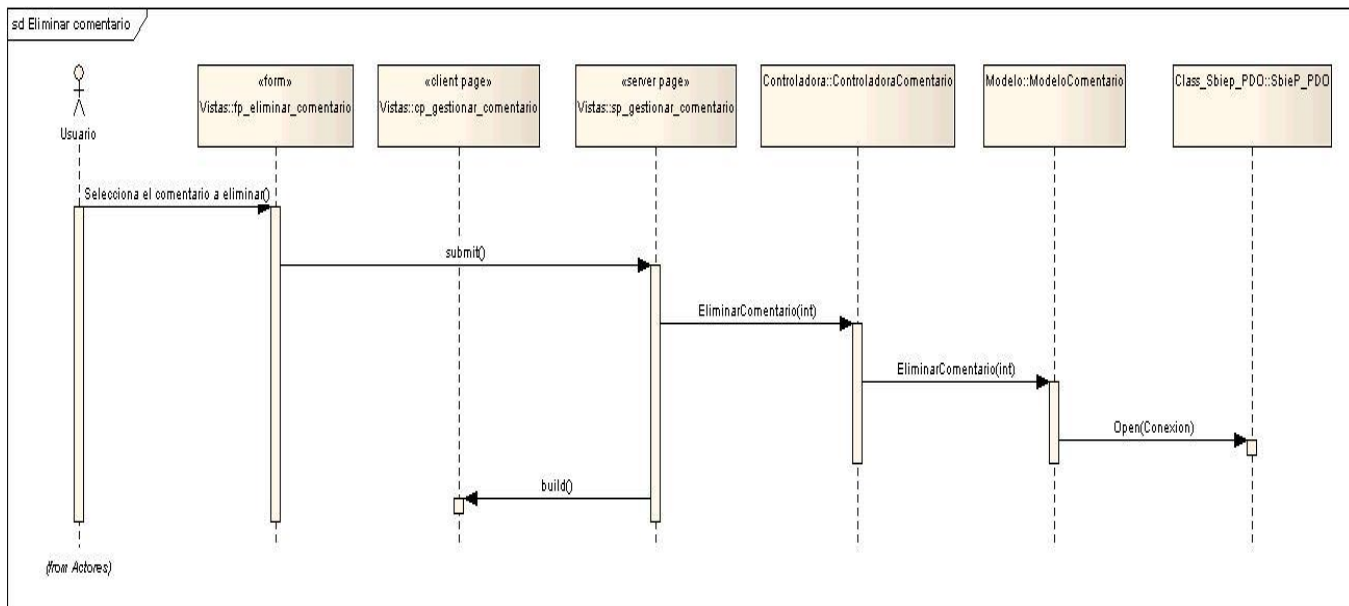 sd Eliminar comentario
«form»
Vistas::fp_eliminar_comentario
«client page»
Vistas::cp_gestionar_comentario
«server page»
Vistas::sp_gestionar_comentario
Controladora::ControladoraComentario
Modelo::ModeloComentario
Class_Sbiep_PDO::SbieP_PDO
Usuario
Selecciona el comentario a eliminar()
submit()
EliminarComentario(int)
EliminarComentario(int)
Open(Conexion)
build()
(from Actores)